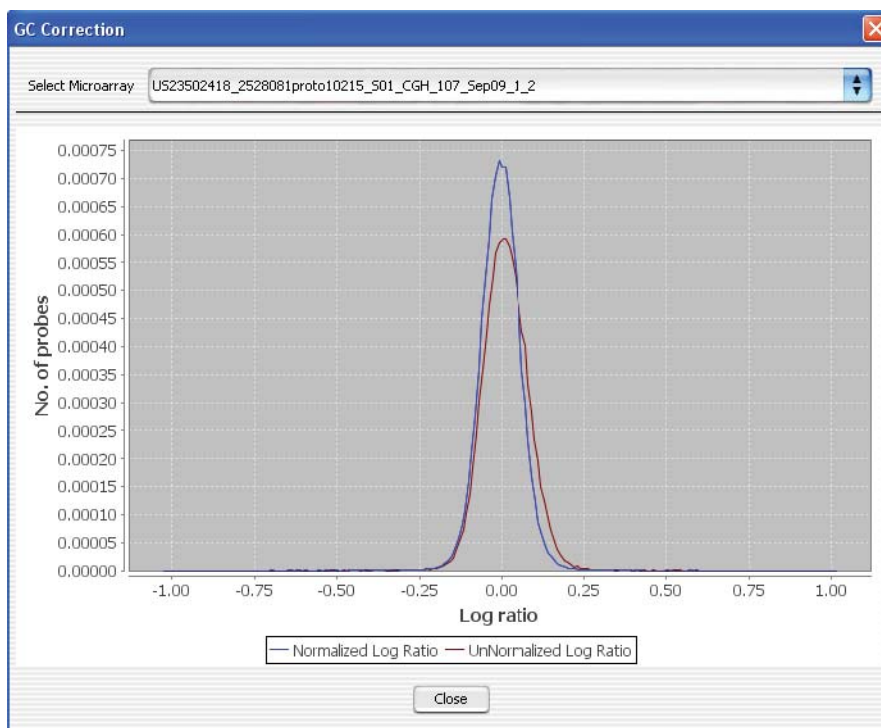 GC Correction
Select Microarray US23502418_2528081proto10215_S01_CGH_107_Sep09_1_2
0.00075
0.00070
0.00065
0.00060
0.00055
0.00050
0.00045
0.00040
0.00035
0.00030
0.00025
0.00020
0.00015
0.00010
0.00005
0.00000
No. of probes
-1.00 -0.75 -0.50 -0.25 0.00 0.25 0.50 0.75 1.00
Log ratio
Normalized Log Ratio UnNormalized Log Ratio
Close